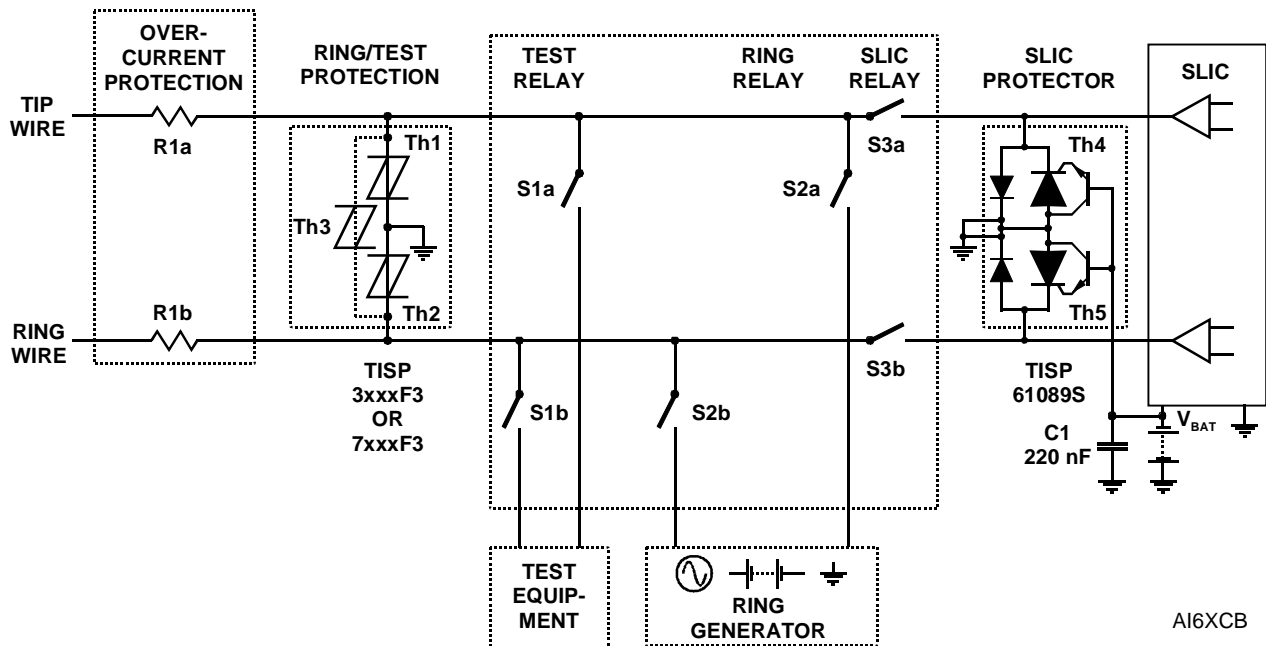 OVER-
CURRENT
PROTECTION
RING/TEST
PROTECTION
TEST
RELAY
RING
RELAY
SLIC
RELAY
SLIC
PROTECTOR
SLIC
TIP
WIRE
R1a
Th1
Th3
Th2
S1a
S2a
S3a
Th4
Th5
RING
WIRE
R1b
TISP
3xxxF3
OR
7xxxF3
S1b
S2b
S3b
TISP
61089S
C1
220 nF
VBAT
TEST
EQUIP-
MENT
RING
GENERATOR
AI6XCB